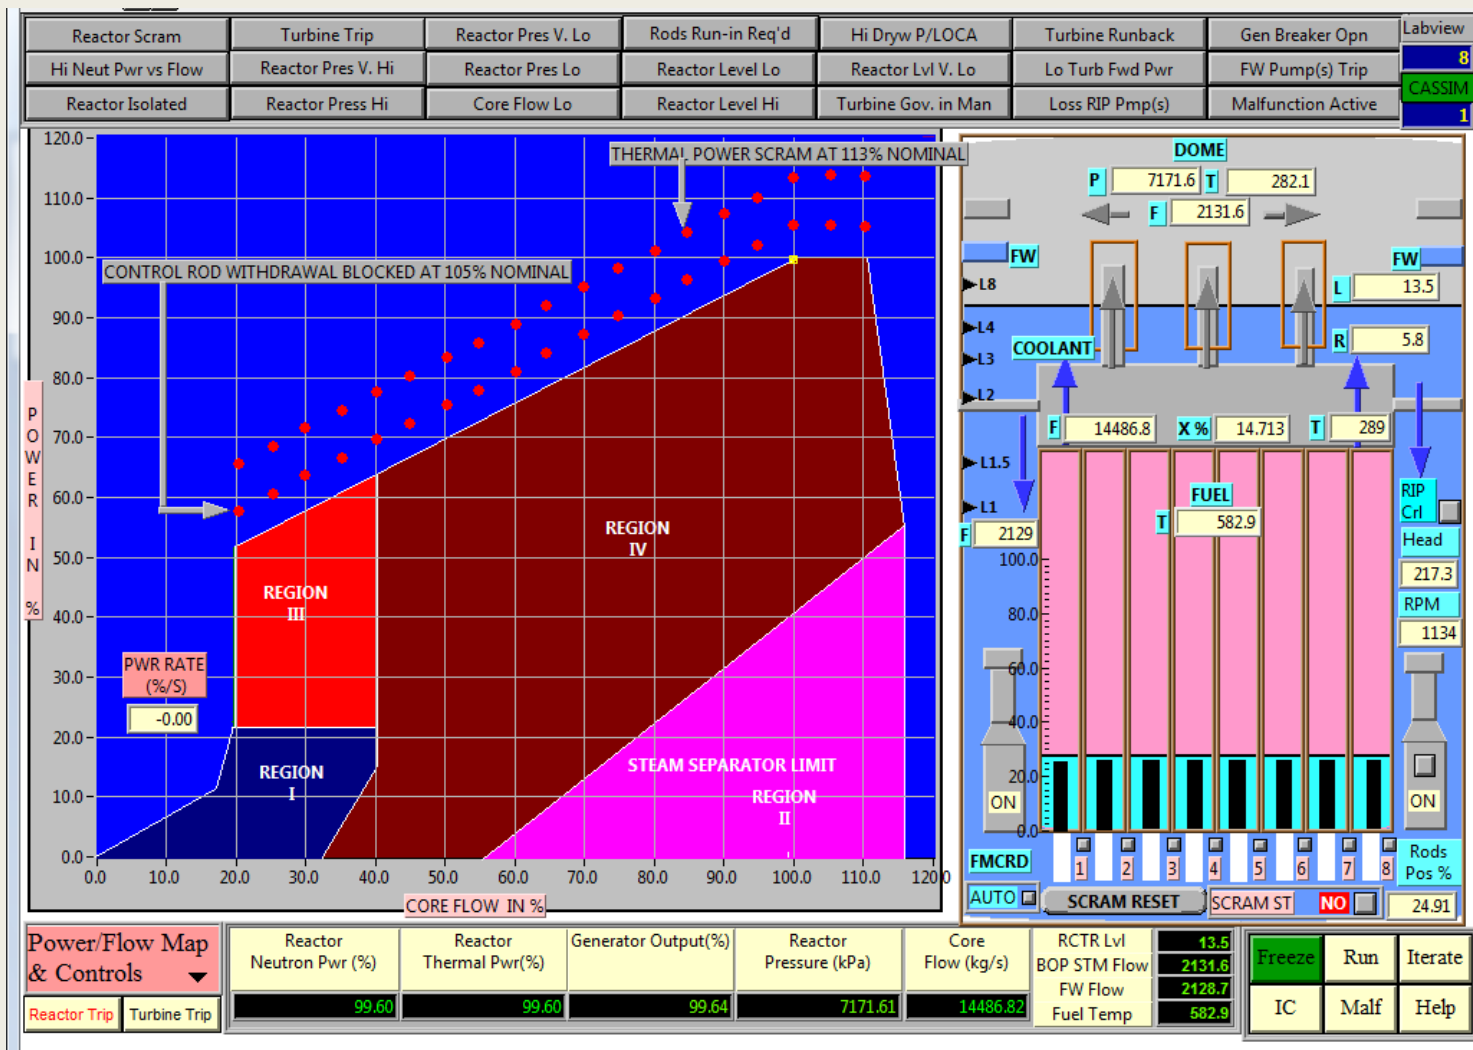 Reactor Scram
Turbine Trip
Reactor Pres V. Lo
Rods Run-in Req'd
Hi Dryw P/LOCA
Turbine Runback
Gen Breaker Opn
Labview
Hi Neut Pwr vs Flow
Reactor Pres V. Hi
Reactor Pres Lo
Reactor Level Lo
Reactor Lvl V. Lo
Lo Turb Fwd Pwr
FW Pump(s) Trip
8
CASSIM
Reactor Isolated
Reactor Press Hi
Core Flow Lo
Reactor Level Hi
Turbine Gov. in Man
Loss RIP Pmp(s)
Malfunction Active
1
120.0
110.0
100.0
90.0
80.0
70.0
60.0
50.0
40.0
30.0
20.0
10.0
0.0
POWER IN %
THERMAL POWER SCRAM AT 113% NOMINAL
CONTROL ROD WITHDRAWAL BLOCKED AT 105% NOMINAL
REGION
IV
REGION
III
PWR RATE
(%/S)
-0.00
REGION
I
STEAM SEPARATOR LIMIT
REGION
II
0.0 10.0 20.0 30.0 40.0 50.0 60.0 70.0 80.0 90.0 100.0 110.0 120.0
CORE FLOW IN %
DOME
P 7171.6 T 282.1
F 2131.6
FW
FW
L8
L 13.5
L4
R 5.8
COOLANT
L3
L2
F 14486.8 X % 14.713 T 289
L1.5
FUEL
RIP
Crl
L1
T 582.9
F 2129
Head
100.0
217.3
RPM
80.0
1134
60.0
40.0
20.0
ON
ON
0.0
FMCRD
1 2 3 4 5 6 7 8
Rods
Pos %
AUTO
SCRAM RESET
SCRAM ST NO
24.91
Power/Flow Map
& Controls
Reactor Trip
Turbine Trip
Reactor
Neutron Pwr (%)
99.60
Reactor
Thermal Pwr(%)
99.60
Generator Output(%)
99.64
Reactor
Pressure (kPa)
7171.61
Core
Flow (kg/s)
14486.82
RCTR Lvl 13.5
BOP STM Flow 2131.6
FW Flow 2128.7
Fuel Temp 582.9
Freeze
Run
Iterate
IC
Malf
Help